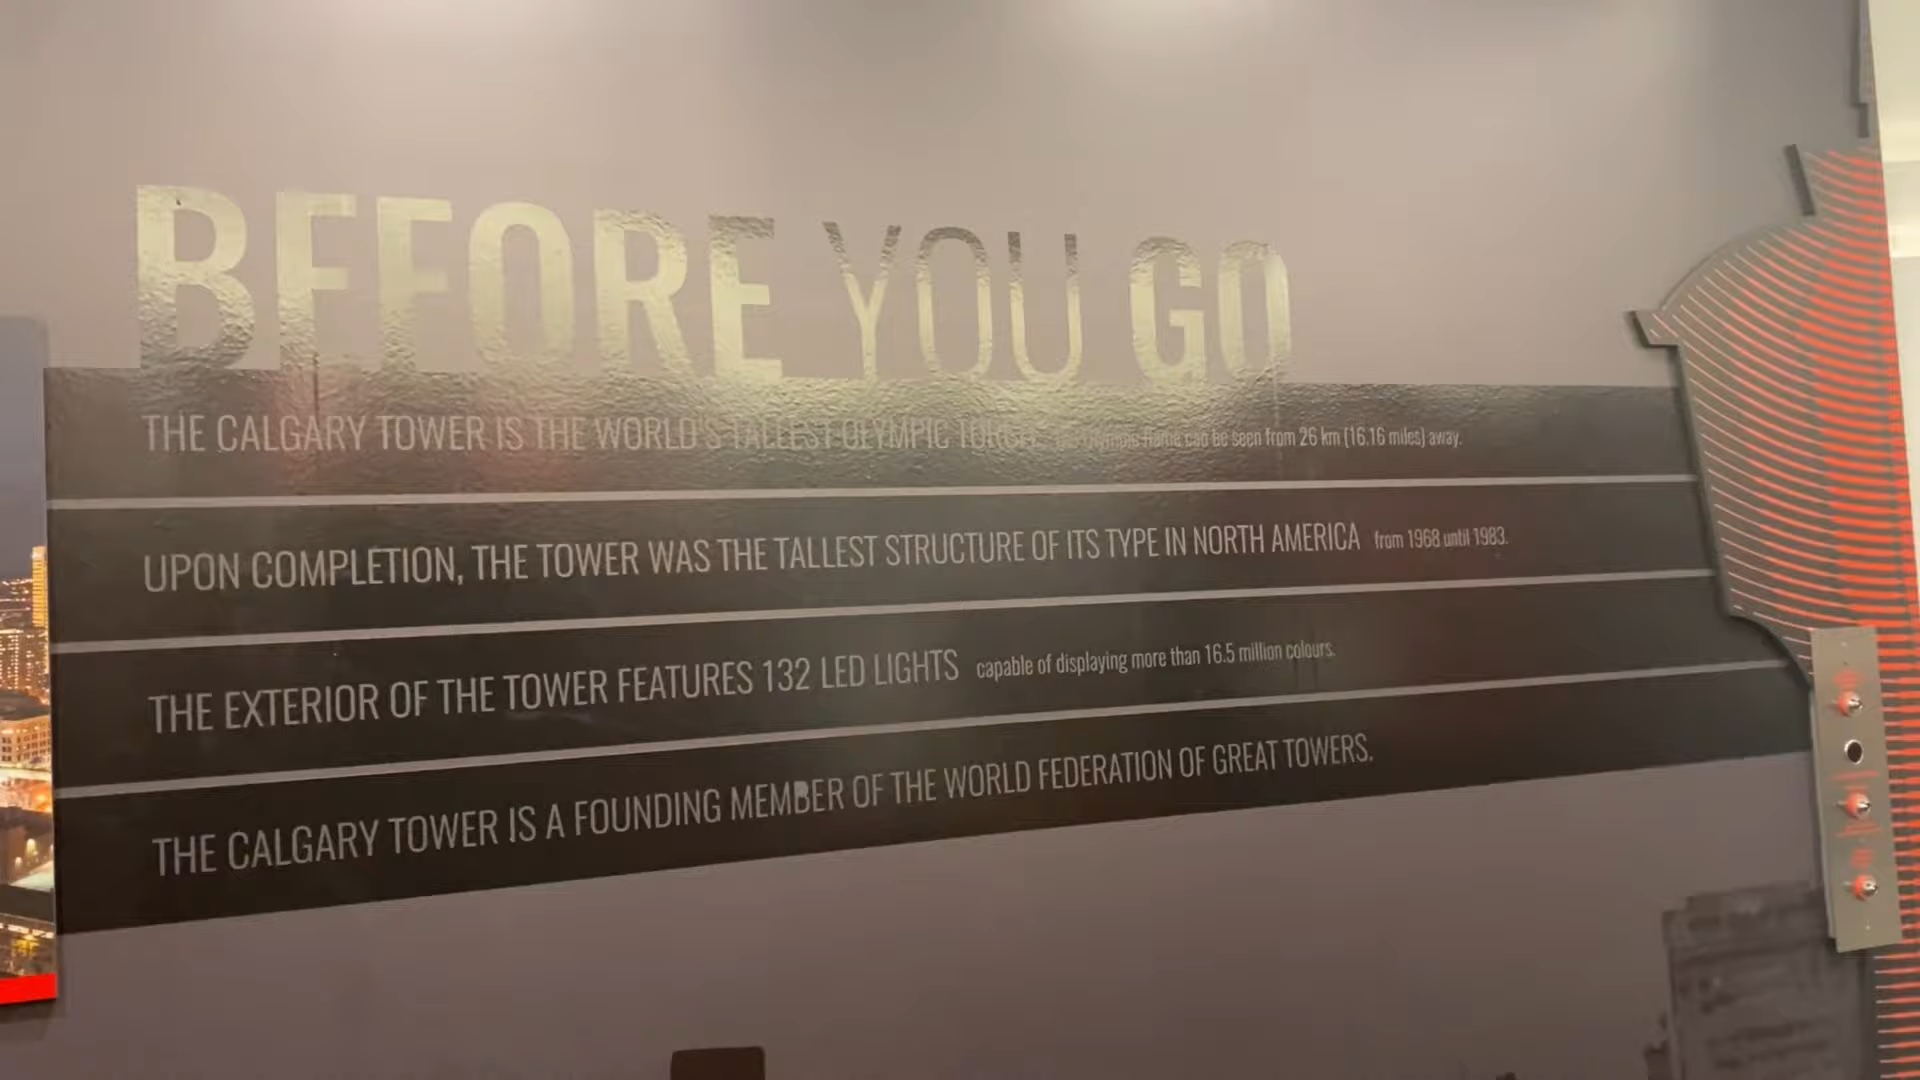 BEFORE YOU GO
THE CALGARY TOWER IS THE WORLD'S TALLEST OLYMPIC TORCH. Olympic flame can be seen from 26 km (16.16 miles) away.
UPON COMPLETION, THE TOWER WAS THE TALLEST STRUCTURE OF ITS TYPE IN NORTH AMERICA from 1968 until 1983.
THE EXTERIOR OF THE TOWER FEATURES 132 LED LIGHTS capable of displaying more than 16.5 million colours.
THE CALGARY TOWER IS A FOUNDING MEMBER OF THE WORLD FEDERATION OF GREAT TOWERS.